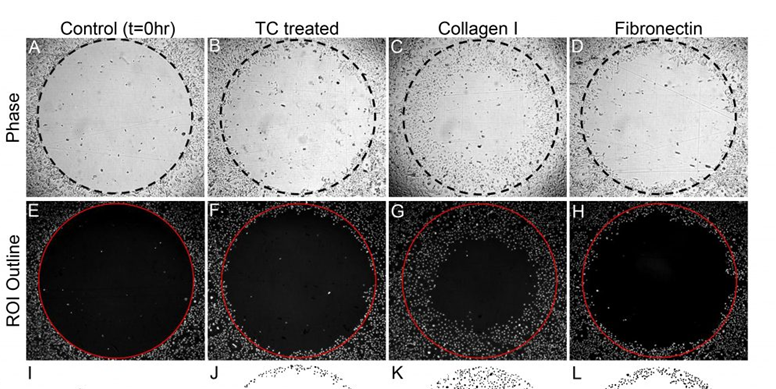 Control (t=0hr) TC treated Collagen I Fibronectin
A B C D
Phase
E F G H
ROI Outline
I J K L